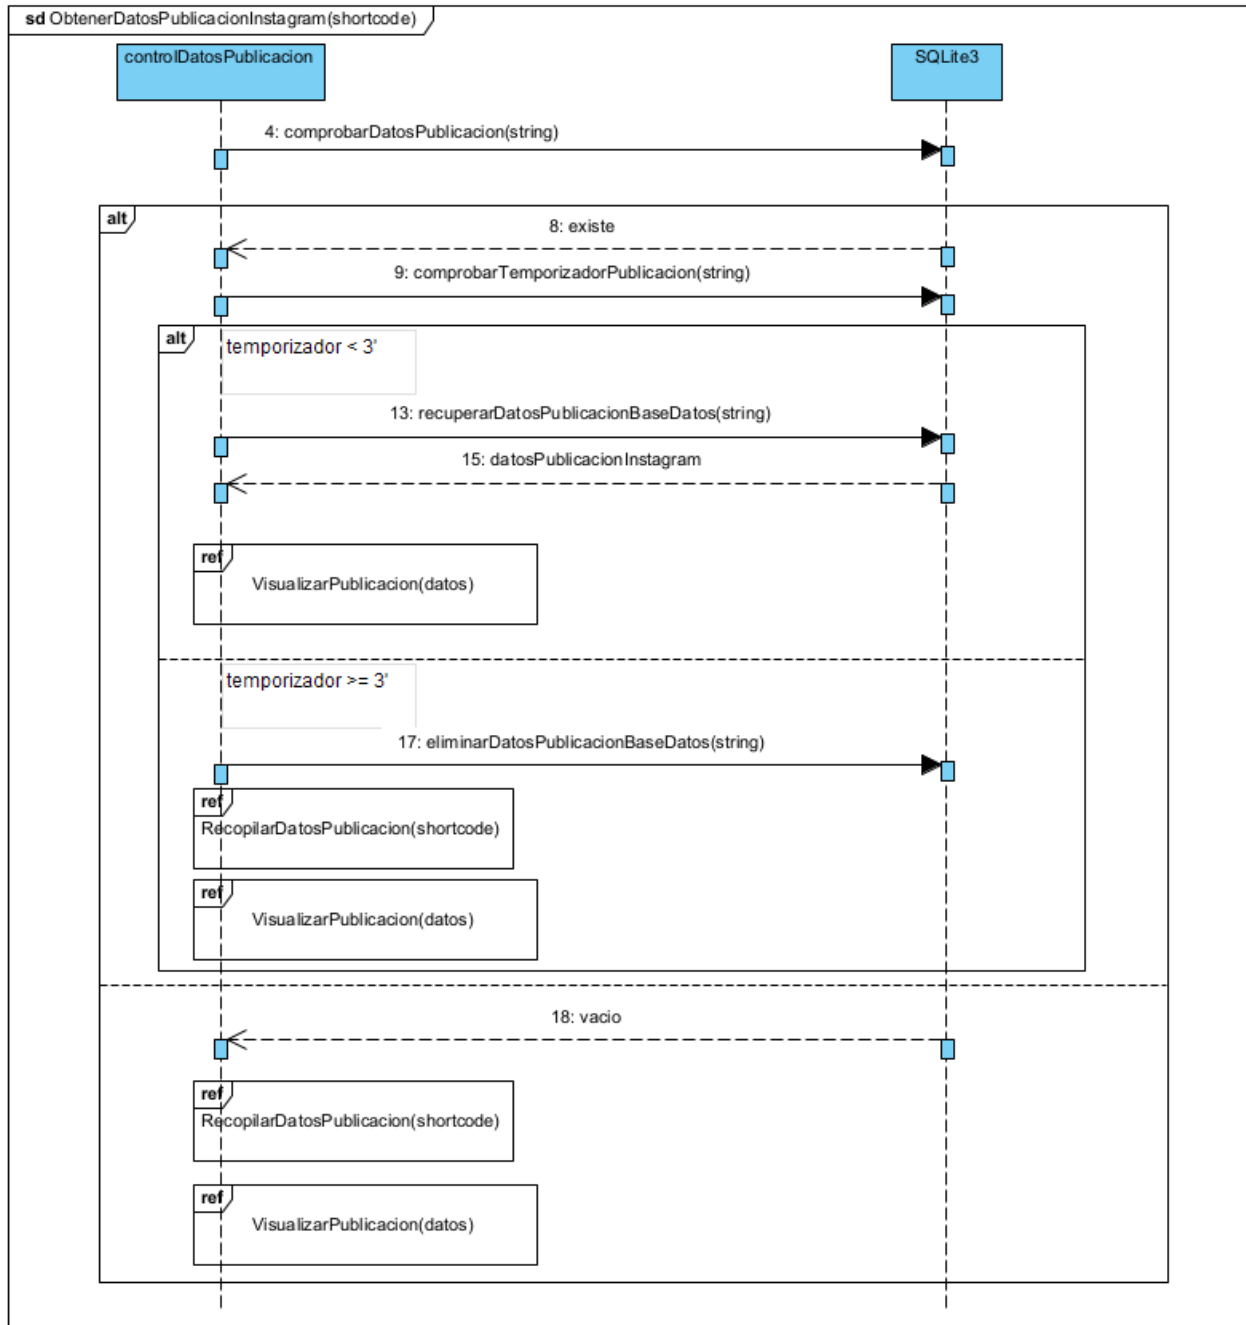 sd ObtenerDatosPublicacionInstagram(shortcode)
controlDatosPublicacion
SQLite3
4: comprobarDatosPublicacion(string)
alt
8: existe
9: comprobarTemporizadorPublicacion(string)
alt
temporizador < 3'
13: recuperarDatosPublicacionBaseDatos(string)
15: datosPublicacionInstagram
ref
VisualizarPublicacion(datos)
temporizador >= 3'
17: eliminarDatosPublicacionBaseDatos(string)
ref
RecopilarDatosPublicacion(shortcode)
ref
VisualizarPublicacion(datos)
18: vacio
ref
RecopilarDatosPublicacion(shortcode)
ref
VisualizarPublicacion(datos)